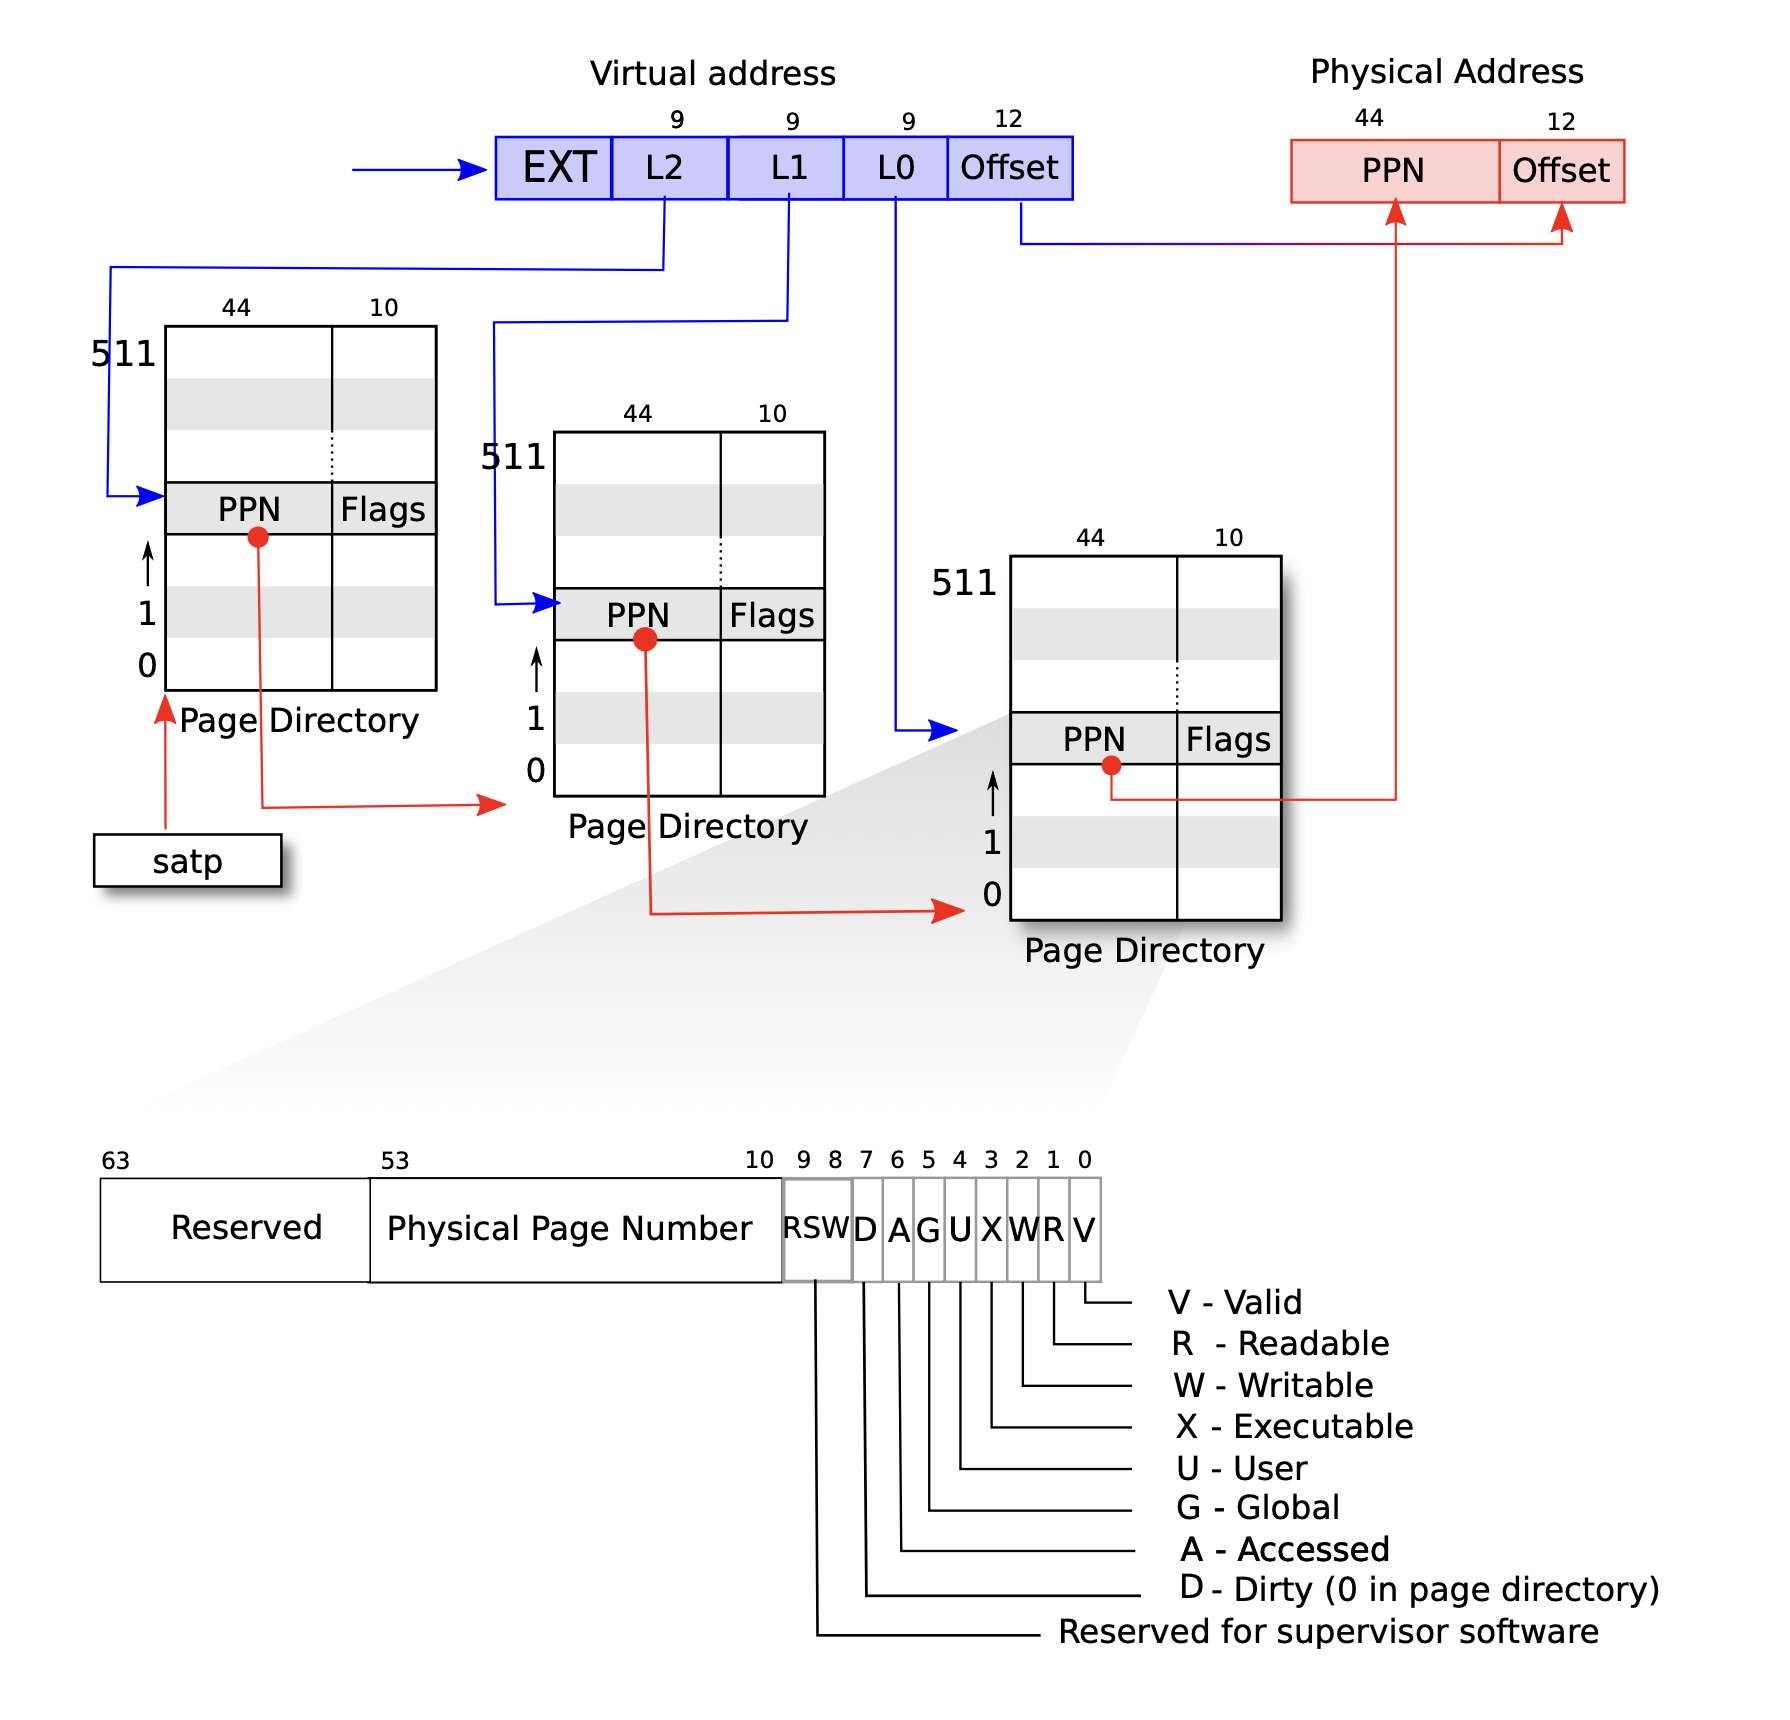 Virtual address
Physical Address
9 9 9 12
44 12
EXT L2 L1 L0 Offset
PPN Offset
44 10
511
PPN Flags
1
0
Page Directory
satp
44 10
511
PPN Flags
1
0
Page Directory
44 10
511
PPN Flags
1
0
Page Directory
63 53 10 9 8 7 6 5 4 3 2 1 0
Reserved Physical Page Number RSW D A G U X W R V
V - Valid
R - Readable
W - Writable
X - Executable
U - User
G - Global
A - Accessed
D - Dirty (0 in page directory)
Reserved for supervisor software